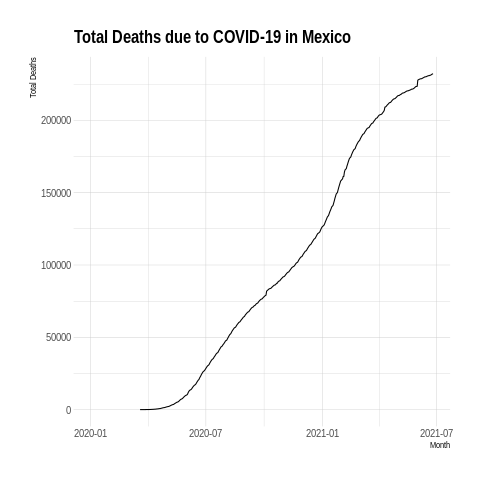 Total Deaths due to COVID-19 in Mexico
Total Deaths
200000
150000
100000
50000
0
2020-01 2020-07 2021-01 2021-07
Month